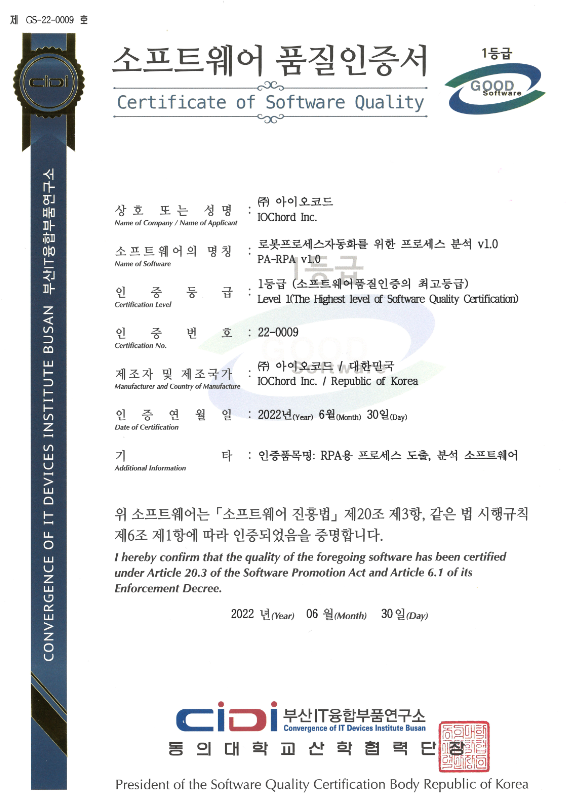 제 GS-22-0009 호
소프트웨어 품질인증서
Certificate of Software Quality
1등급
GOOD
Software
CIDI
CONVERGENCE OF IT DEVICES INSTITUTE BUSAN 부산IT융합부품연구소
상 호 또 는 성 명 : ㈜ 아이오코드
Name of Company / Name of Applicant IOChord Inc.
소프트웨어의 명칭 : 로봇프로세스자동화를 위한 프로세스 분석 v1.0
Name of Software PA-RPA v1.0
1등급
인 증 등 급 : 1등급 (소프트웨어품질인증의 최고등급)
Certification Level Level 1(The Highest level of Software Quality Certification)
인 증 번 호 : 22-0009
Certification No.
GOOD
Software
제조자 및 제조국가 : ㈜ 아이오코드 / 대한민국
Manufacturer and Country of Manufacture IOChord Inc. / Republic of Korea
인 증 연 월 일 : 2022년(Year) 6월(Month) 30일(Day)
Date of Certification
기 타 : 인증품목명: RPA용 프로세스 도출, 분석 소프트웨어
Additional Information
위 소프트웨어는 「소프트웨어 진흥법」 제20조 제3항, 같은 법 시행규칙
제6조 제1항에 따라 인증되었음을 증명합니다.
I hereby confirm that the quality of the foregoing software has been certified
under Article 20.3 of the Software Promotion Act and Article 6.1 of its
Enforcement Decree.
2022 년(Year) 06 월(Month) 30일(Day)
CIDI 부산IT융합부품연구소
Convergence of IT Devices Institute Busan
동의대학교산학협력단장
President of the Software Quality Certification Body Republic of Korea